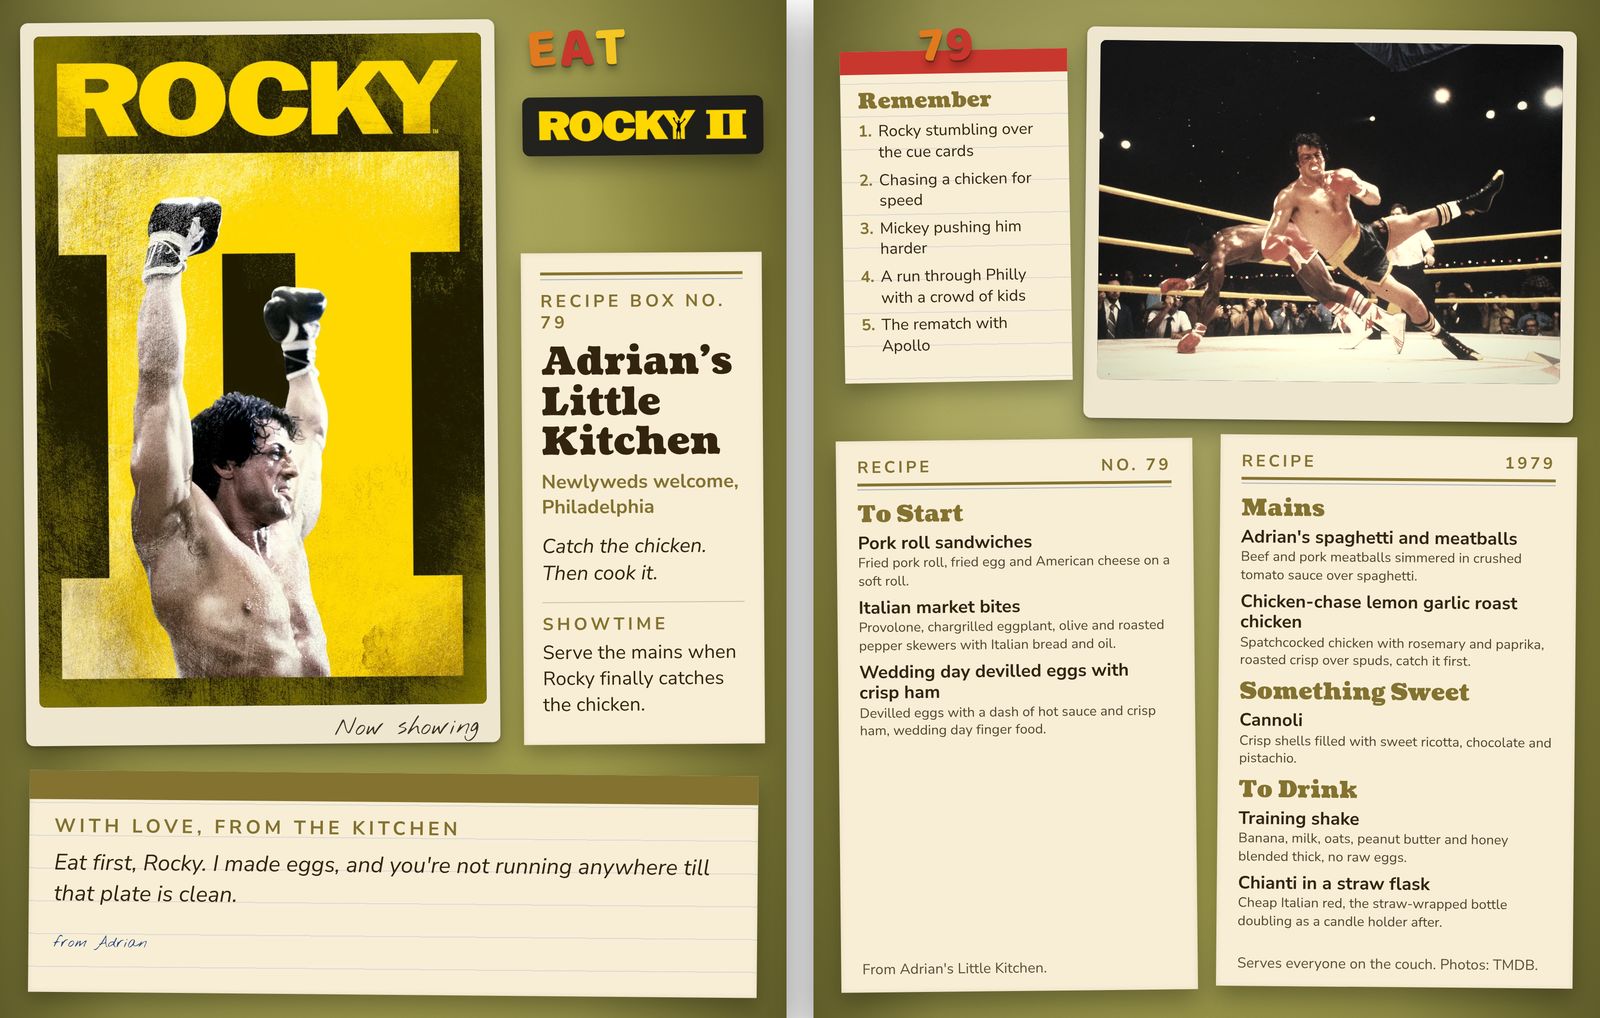 ROCKY
II
Now showing
EAT
ROCKY II
RECIPE BOX NO.
79
Adrian’s
Little
Kitchen
Newlyweds welcome,
Philadelphia
Catch the chicken.
Then cook it.
SHOWTIME
Serve the mains when
Rocky finally catches
the chicken.
WITH LOVE, FROM THE KITCHEN
Eat first, Rocky. I made eggs, and you're not running anywhere till
that plate is clean.
from Adrian
79
Remember
1. Rocky stumbling over
the cue cards
2. Chasing a chicken for
speed
3. Mickey pushing him
harder
4. A run through Philly
with a crowd of kids
5. The rematch with
Apollo
RECIPE NO. 79
To Start
Pork roll sandwiches
Fried pork roll, fried egg and American cheese on a
soft roll.
Italian market bites
Provolone, chargrilled eggplant, olive and roasted
pepper skewers with Italian bread and oil.
Wedding day devilled eggs with
crisp ham
Devilled eggs with a dash of hot sauce and crisp
ham, wedding day finger food.
From Adrian's Little Kitchen.
RECIPE 1979
Mains
Adrian's spaghetti and meatballs
Beef and pork meatballs simmered in crushed
tomato sauce over spaghetti.
Chicken-chase lemon garlic roast
chicken
Spatchcocked chicken with rosemary and paprika,
roasted crisp over spuds, catch it first.
Something Sweet
Cannoli
Crisp shells filled with sweet ricotta, chocolate and
pistachio.
To Drink
Training shake
Banana, milk, oats, peanut butter and honey
blended thick, no raw eggs.
Chianti in a straw flask
Cheap Italian red, the straw-wrapped bottle
doubling as a candle holder after.
Serves everyone on the couch. Photos: TMDB.